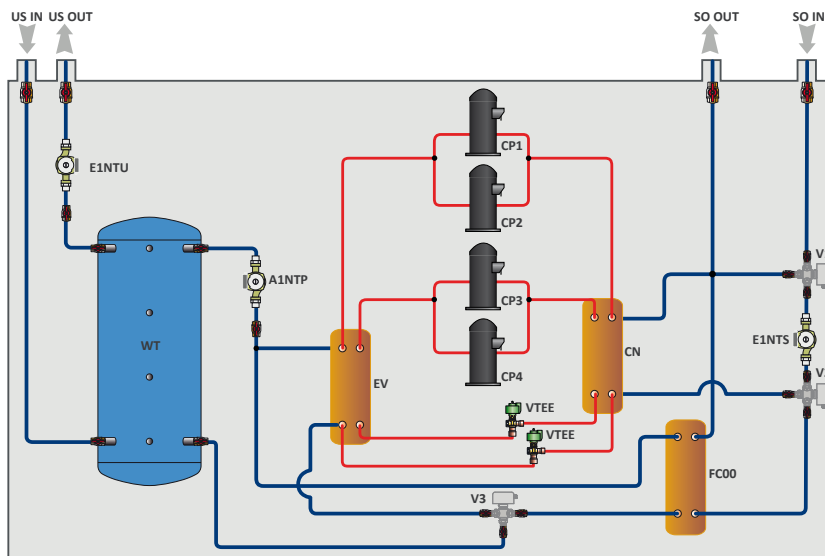 US IN US OUT SO OUT SO IN
E1NTU
CP1
CP2
A1NTP
CP3
E1NTS
WT
CN
EV
CP4
VTEE
VTEE
FC00
V3